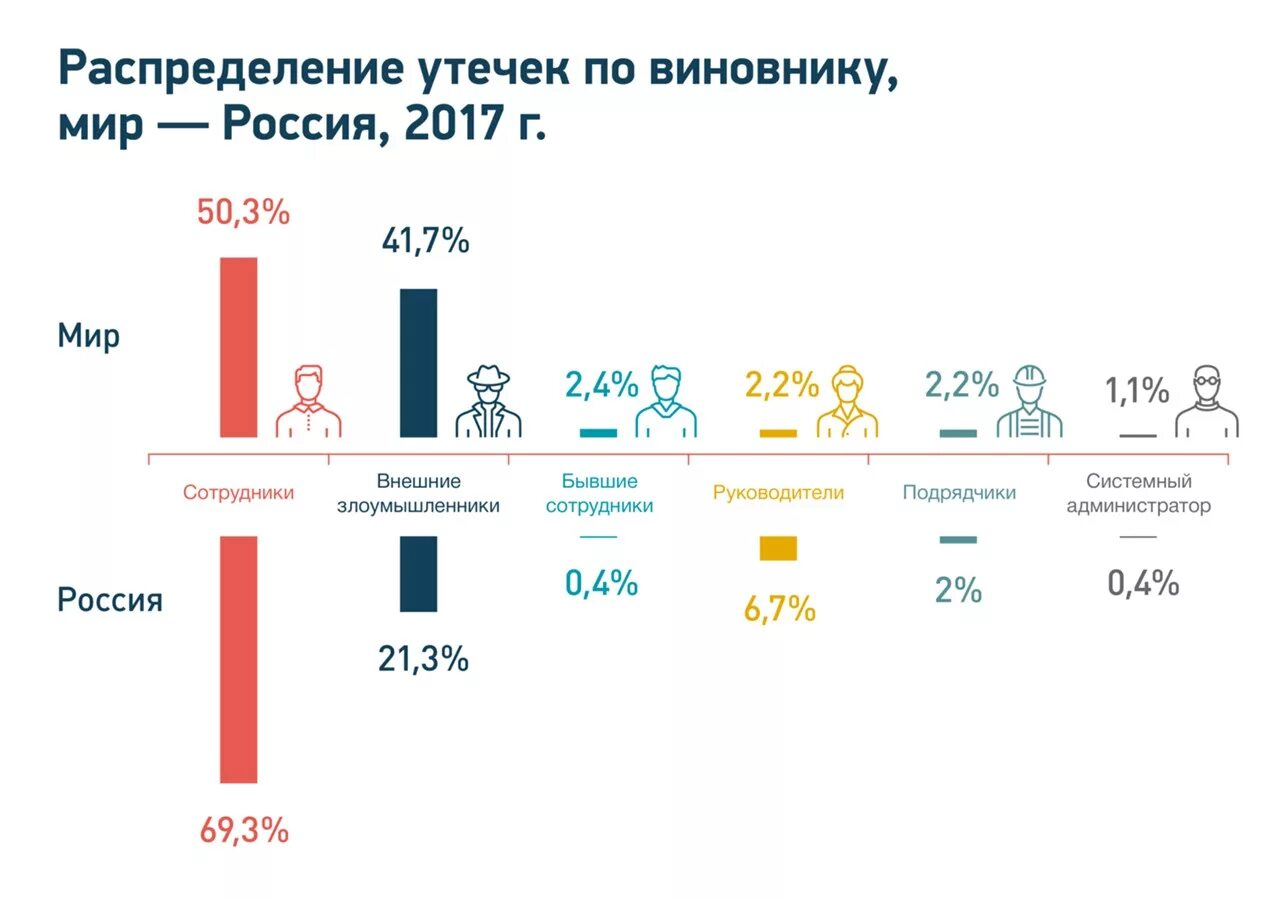 Распределение утечек по виновнику,
мир — Россия, 2017 г.
50,3%
41,7%
Мир
2,4%
2,2%
2,2%
1,1%
Сотрудники
Внешние
злоумышленники
Бывшие
сотрудники
Руководители
Подрядчики
Системный
администратор
Россия
0,4%
6,7%
2%
0,4%
21,3%
69,3%